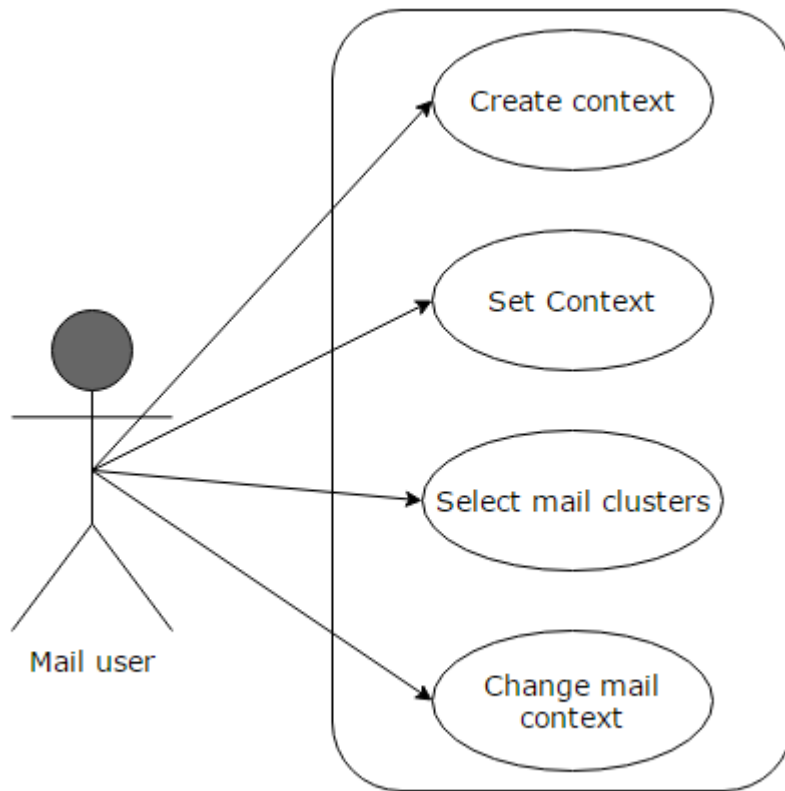 Create context
Set Context
Select mail clusters
Mail user
Change mail
context